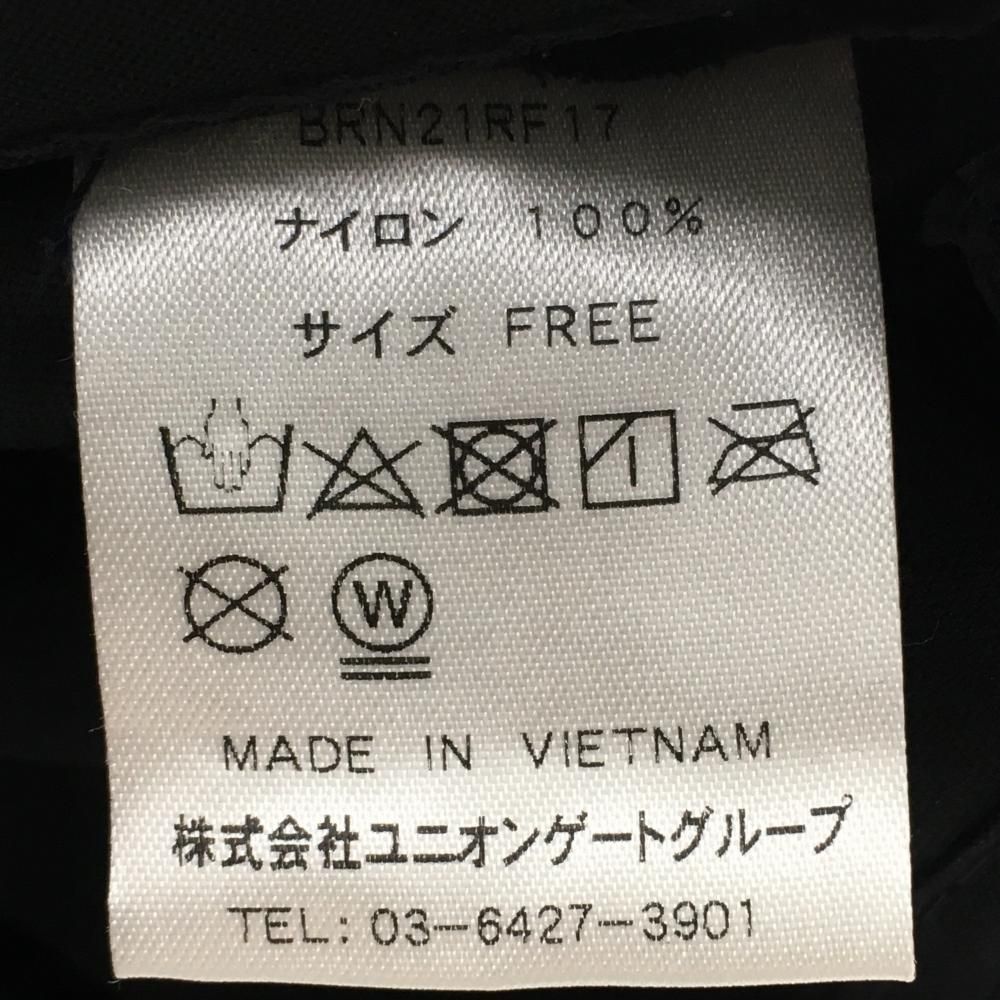 BRN21RF17
ナイロン 100%
サイズ FREE
W
MADE IN VIETNAM
株式会社ユニオンゲートグループ
TEL: 03-6427-3901